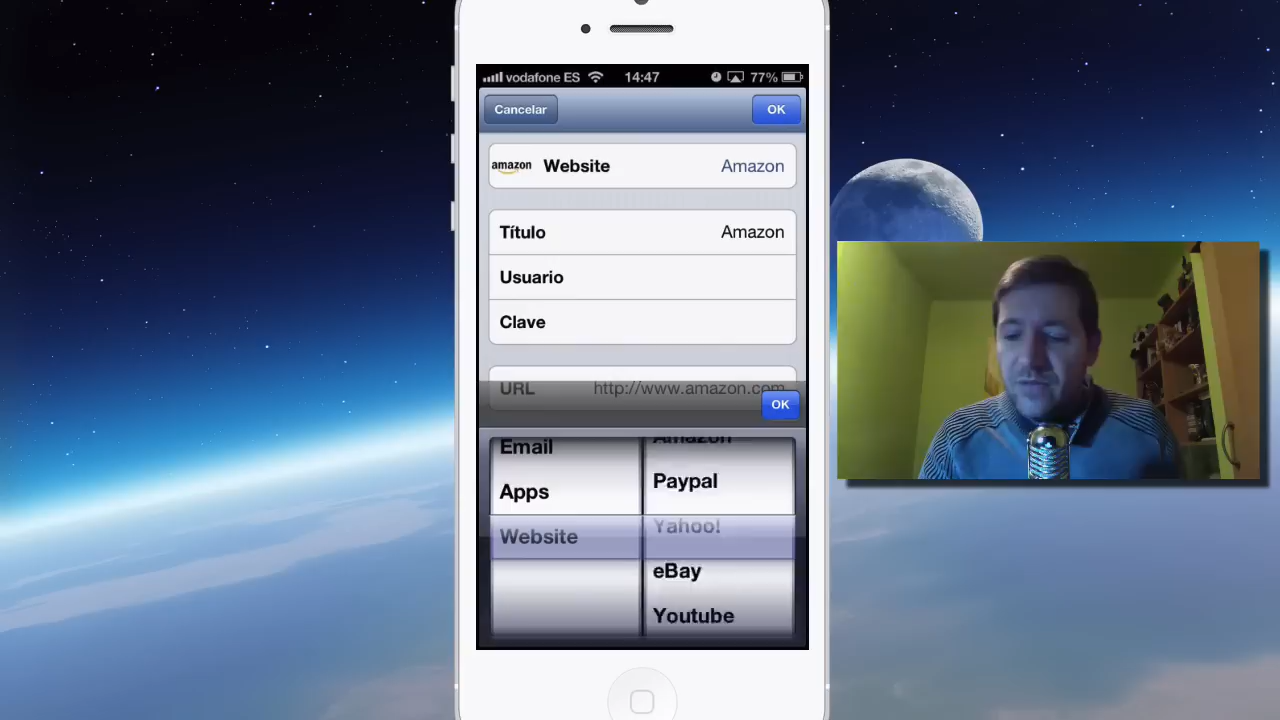 vodafone ES 14:47 77%
Cancelar OK
amazon Website Amazon
Título Amazon
Usuario
Clave
URL http://www.amazon.com
OK
Email Amazon
Apps Paypal
Website Yahoo!
eBay
Youtube